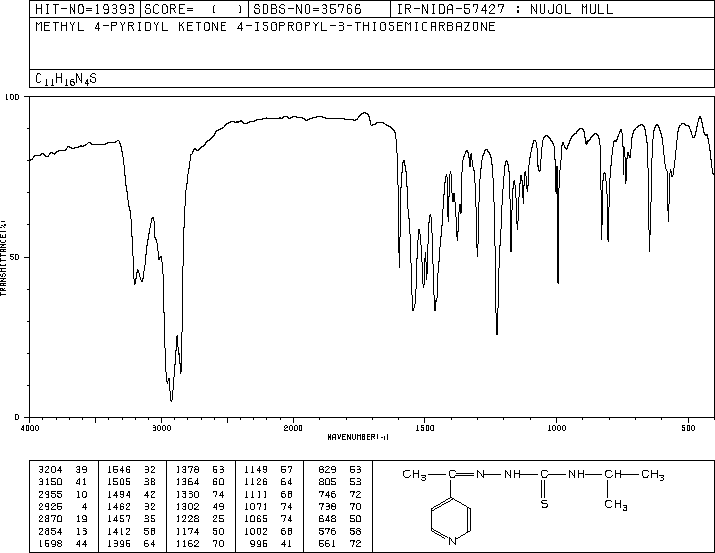 HIT-NO=19393 SCORE= ( ) SDBS-NO=35766 IR-NIDA-57427 : NUJOL MULL
METHYL 4-PYRIDYL KETONE 4-ISOPROPYL-3-THIOSEMICARBAZONE
C11H16N4S
100
50
0
TRANSMITTANCE(%)
4000 3000 2000 1500 1000 500
WAVENUMBER(-1)
3204 39 1546 32 1378 53 1149 57 829 53
3150 41 1505 38 1364 60 1126 64 805 53
2955 10 1494 42 1330 74 1111 68 746 72
2925 4 1462 32 1302 49 1071 74 738 70
2870 19 1457 35 1228 25 1065 74 648 50
2854 13 1412 58 1174 50 1002 68 576 58
1598 44 1396 64 1162 70 996 41 561 72
CH3 C N NH C NH CH CH3
S CH3
N